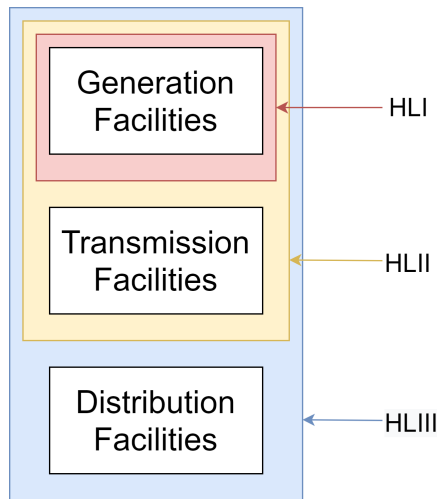 Generation
Facilities
HLI
Transmission
Facilities
HLII
Distribution
Facilities
HLIII